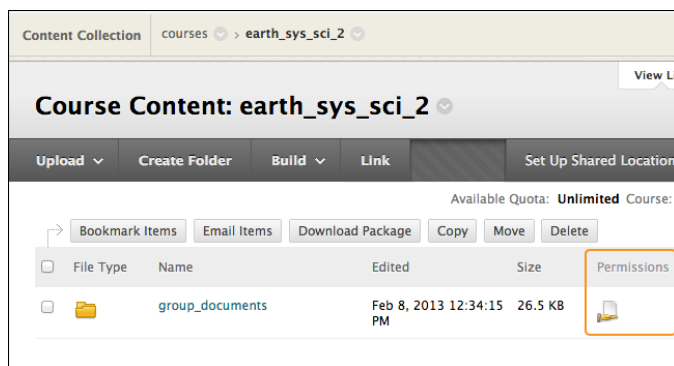 Content Collection courses > earth_sys_sci_2
View Li
Course Content: earth_sys_sci_2
Upload Create Folder Build Link Set Up Shared Location
Available Quota: Unlimited Course:
Bookmark Items Email Items Download Package Copy Move Delete
File Type Name Edited Size Permissions
group_documents Feb 8, 2013 12:34:15 26.5 KB
PM